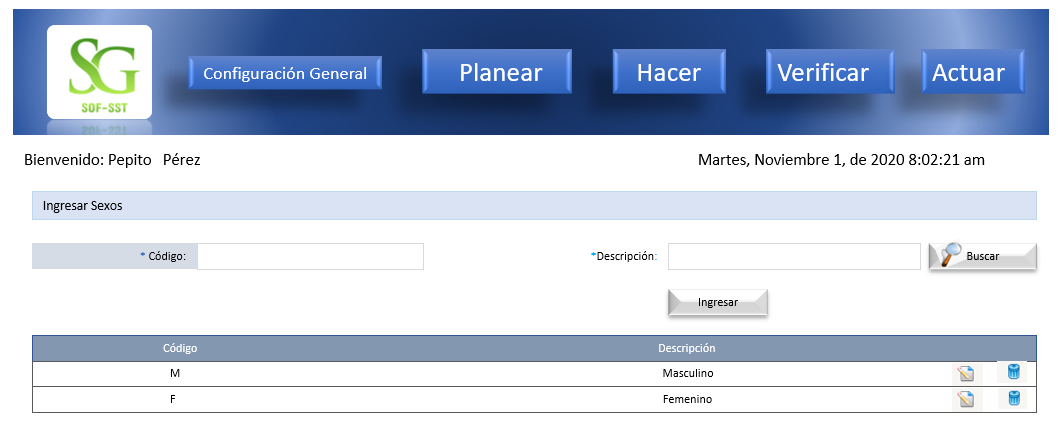 SG
SOF-SST
Configuración General
Planear
Hacer
Verificar
Actuar
Bienvenido: Pepito Pérez
Martes, Noviembre 1, de 2020 8:02:21 am
Ingresar Sexos
* Código:
*Descripción:
Buscar
Ingresar
Código Descripción
M Masculino
F Femenino